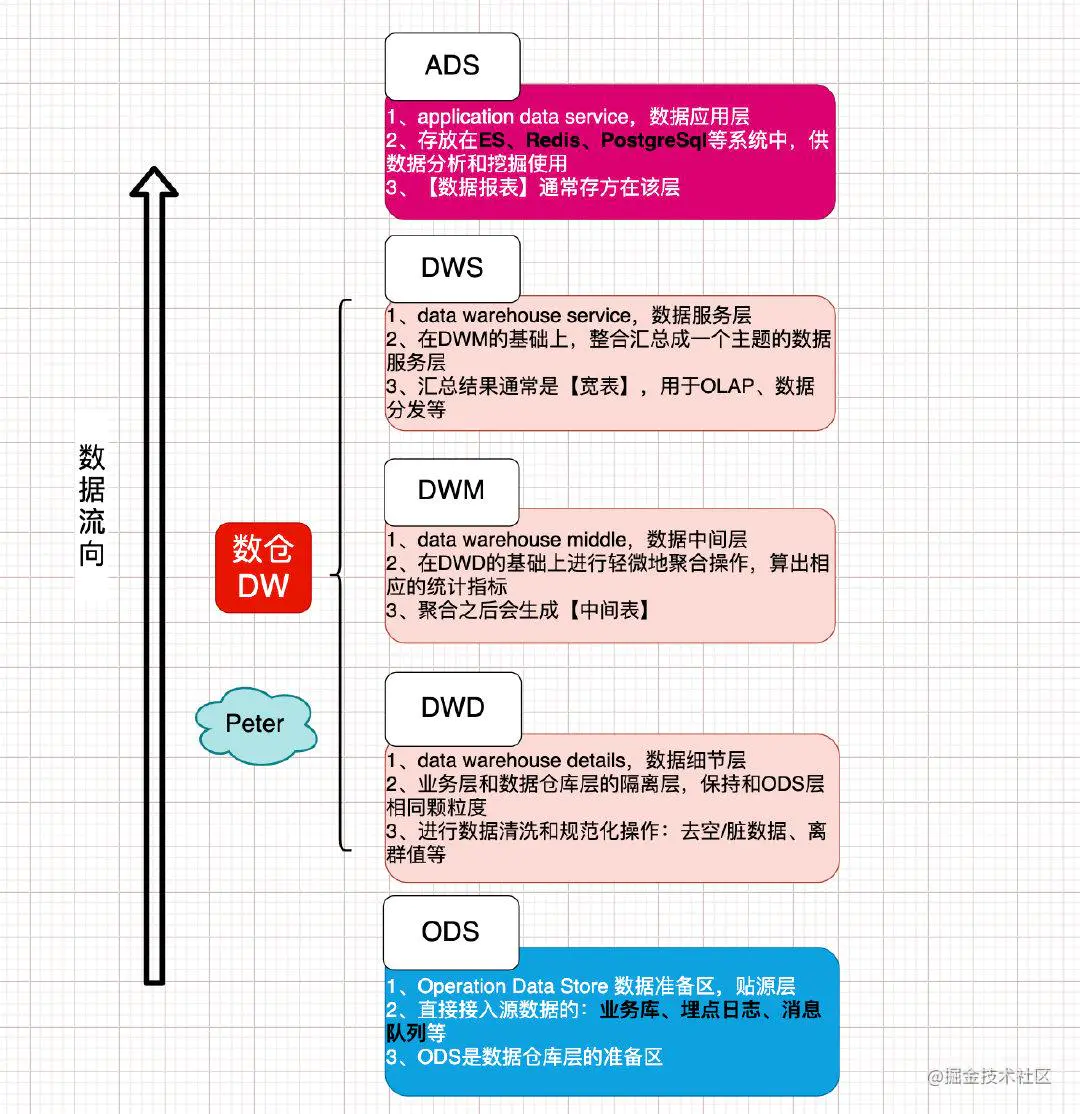 ADS
1、application data service，数据应用层
2、存放在ES、Redis、PostgreSql等系统中，供
数据分析和挖掘使用
3、【数据报表】通常存方在该层
DWS
1、data warehouse service，数据服务层
2、在DWM的基础上，整合汇总成一个主题的数据
服务层
3、汇总结果通常是【宽表】，用于OLAP、数据
分发等
数据流向
DWM
1、data warehouse middle，数据中间层
2、在DWD的基础上进行轻微地聚合操作，算出相
应的统计指标
3、聚合之后会生成【中间表】
数仓
DW
Peter
DWD
1、data warehouse details，数据细节层
2、业务层和数据仓库层的隔离层，保持和ODS层
相同颗粒度
3、进行数据清洗和规范化操作：去空/脏数据、离
群值等
ODS
1、Operation Data Store 数据准备区，贴源层
2、直接接入源数据的：业务库、埋点日志、消息
队列等
3、ODS是数据仓库层的准备区
@掘金技术社区